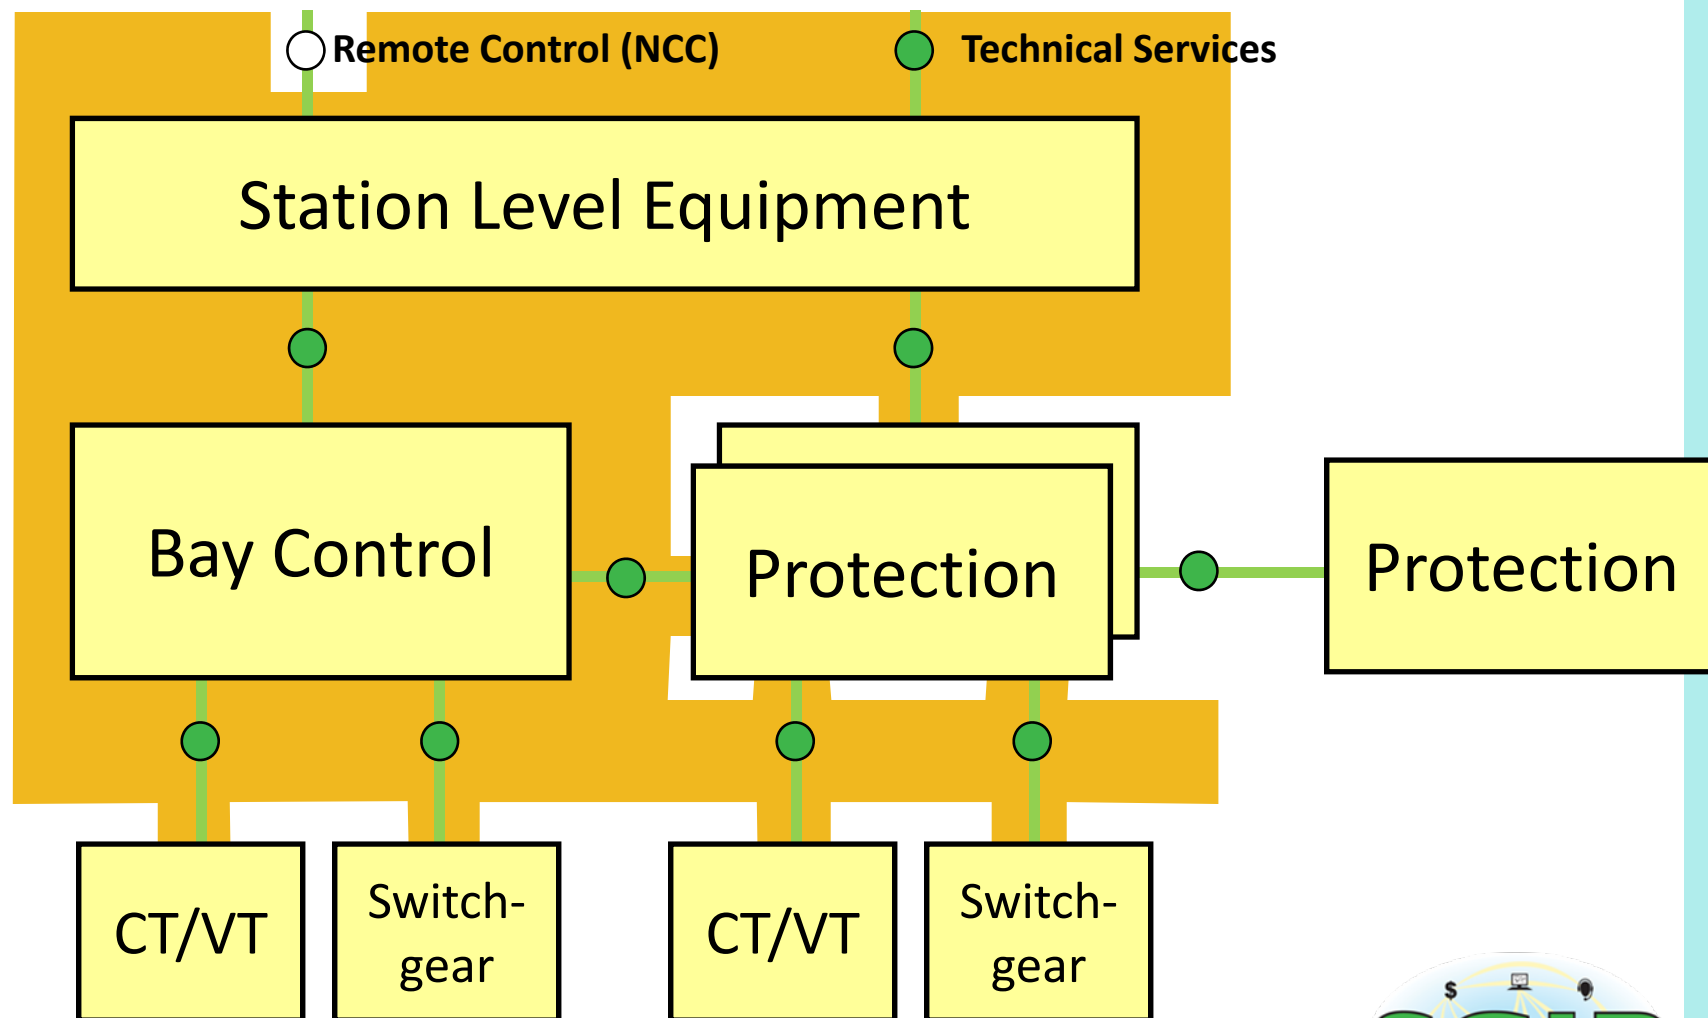 Remote Control (NCC)
Technical Services
Station Level Equipment
Bay Control
Protection
Protection
CT/VT
Switch-
gear
CT/VT
Switch-
gear
$